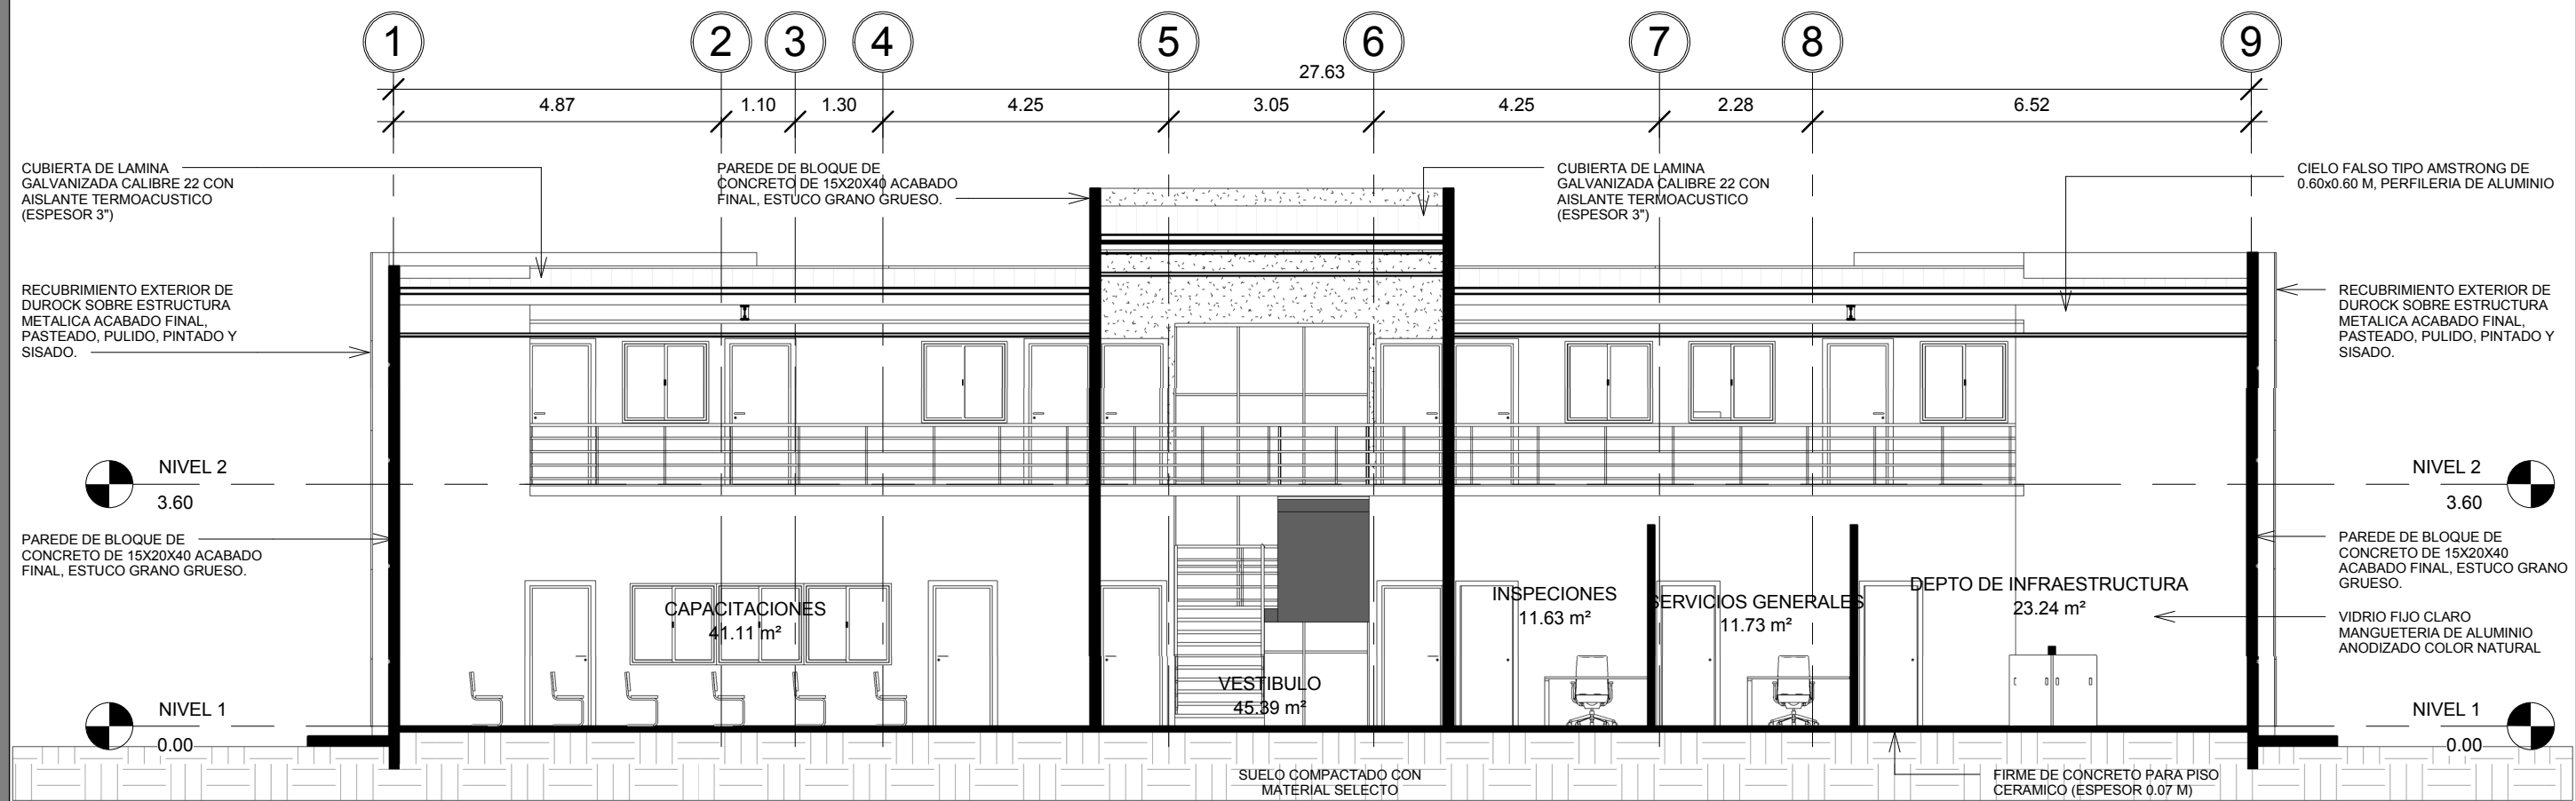 1 2 3 4 5 6 7 8 9
27.63
4.87 1.10 1.30 4.25 3.05 4.25 2.28 6.52
CUBIERTA DE LAMINA
GALVANIZADA CALIBRE 22 CON
AISLANTE TERMOACUSTICO
(ESPESOR 3")
PAREDE DE BLOQUE DE
CONCRETO DE 15X20X40 ACABADO
FINAL, ESTUCO GRANO GRUESO.
CUBIERTA DE LAMINA
GALVANIZADA CALIBRE 22 CON
AISLANTE TERMOACUSTICO
(ESPESOR 3")
CIELO FALSO TIPO AMSTRONG DE
0.60x0.60 M, PERFILERIA DE ALUMINIO
RECUBRIMIENTO EXTERIOR DE
DUROCK SOBRE ESTRUCTURA
METALICA ACABADO FINAL,
PASTEADO, PULIDO, PINTADO Y
SISADO.
RECUBRIMIENTO EXTERIOR DE
DUROCK SOBRE ESTRUCTURA
METALICA ACABADO FINAL,
PASTEADO, PULIDO, PINTADO Y
SISADO.
NIVEL 2
3.60
NIVEL 2
3.60
PAREDE DE BLOQUE DE
CONCRETO DE 15X20X40 ACABADO
FINAL, ESTUCO GRANO GRUESO.
PAREDE DE BLOQUE DE
CONCRETO DE 15X20X40
ACABADO FINAL, ESTUCO GRANO
GRUESO.
CAPACITACIONES
41.11 m²
INSPECIONES
11.63 m²
SERVICIOS GENERALES
11.73 m²
DEPTO DE INFRAESTRUCTURA
23.24 m²
VIDRIO FIJO CLARO
MANGUETERIA DE ALUMINIO
ANODIZADO COLOR NATURAL
VESTIBULO
45.39 m²
NIVEL 1
0.00
NIVEL 1
0.00
SUELO COMPACTADO CON
MATERIAL SELECTO
FIRME DE CONCRETO PARA PISO
CERAMICO (ESPESOR 0.07 M)